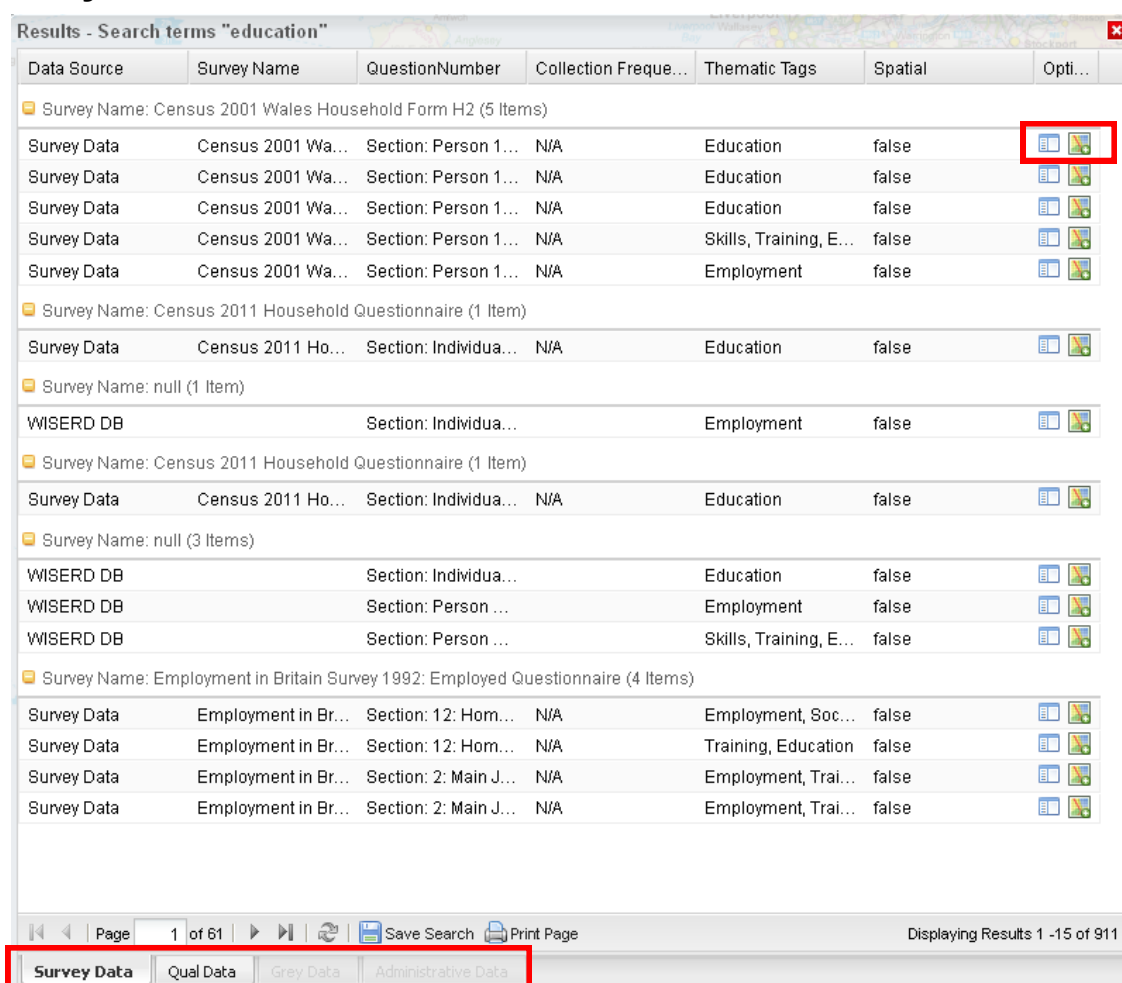 Results - Search terms "education"
Data Source Survey Name QuestionNumber Collection Freque... Thematic Tags Spatial Opti...
Survey Name: Census 2001 Wales Household Form H2 (5 Items)
Survey Data Census 2001 Wa... Section: Person 1... N/A Education false
Survey Data Census 2001 Wa... Section: Person 1... N/A Education false
Survey Data Census 2001 Wa... Section: Person 1... N/A Education false
Survey Data Census 2001 Wa... Section: Person 1... N/A Skills, Training, E... false
Survey Data Census 2001 Wa... Section: Person 1... N/A Employment false
Survey Name: Census 2011 Household Questionnaire (1 Item)
Survey Data Census 2011 Ho... Section: Individua... N/A Education false
Survey Name: null (1 Item)
WISERD DB Section: Individua... Employment false
Survey Name: Census 2011 Household Questionnaire (1 Item)
Survey Data Census 2011 Ho... Section: Individua... N/A Education false
Survey Name: null (3 Items)
WISERD DB Section: Individua... Education false
WISERD DB Section: Person ... Employment false
WISERD DB Section: Person ... Skills, Training, E... false
Survey Name: Employment in Britain Survey 1992: Employed Questionnaire (4 Items)
Survey Data Employment in Br... Section: 12: Hom... N/A Employment, Soc... false
Survey Data Employment in Br... Section: 12: Hom... N/A Training, Education false
Survey Data Employment in Br... Section: 2: Main J... N/A Employment, Trai... false
Survey Data Employment in Br... Section: 2: Main J... N/A Employment, Trai... false
Page 1 of 61 Save Search Print Page Displaying Results 1 -15 of 911
Survey Data Qual Data Grey Data Administrative Data